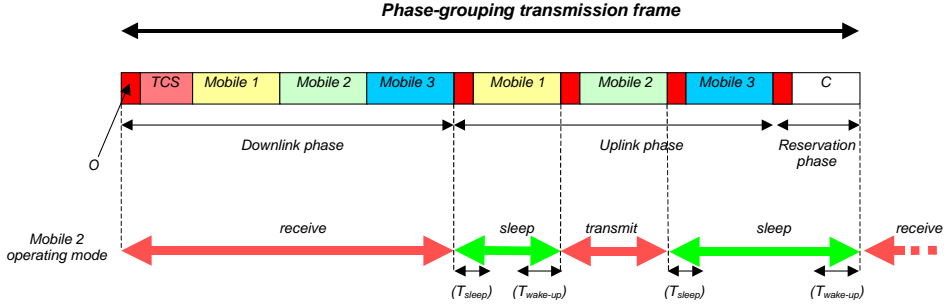 Phase-grouping transmission frame
TCS Mobile 1 Mobile 2 Mobile 3 Mobile 1 Mobile 2 Mobile 3 C
O
Downlink phase Uplink phase Reservation
phase
Mobile 2
operating mode
receive sleep transmit sleep receive
(Tsleep) (Twake-up) (Tsleep) (Twake-up)